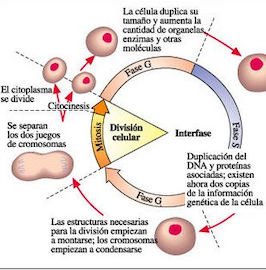 La célula duplica su
tamaño y aumenta la
cantidad de organelas,
enzimas y otras
moléculas
Fase G
El citoplasma
se divide
Citocinesis
Fase S
Se separan
los dos juegos
de cromosomas
Mitosis
División
celular
Interfase
Duplicación del
DNA y proteínas
asociadas; existen
ahora dos copias
de la información
genética de la célula
Fase G
Las estructuras necesarias
para la división empiezan
a montarse; los cromosomas
empiezan a condensarse